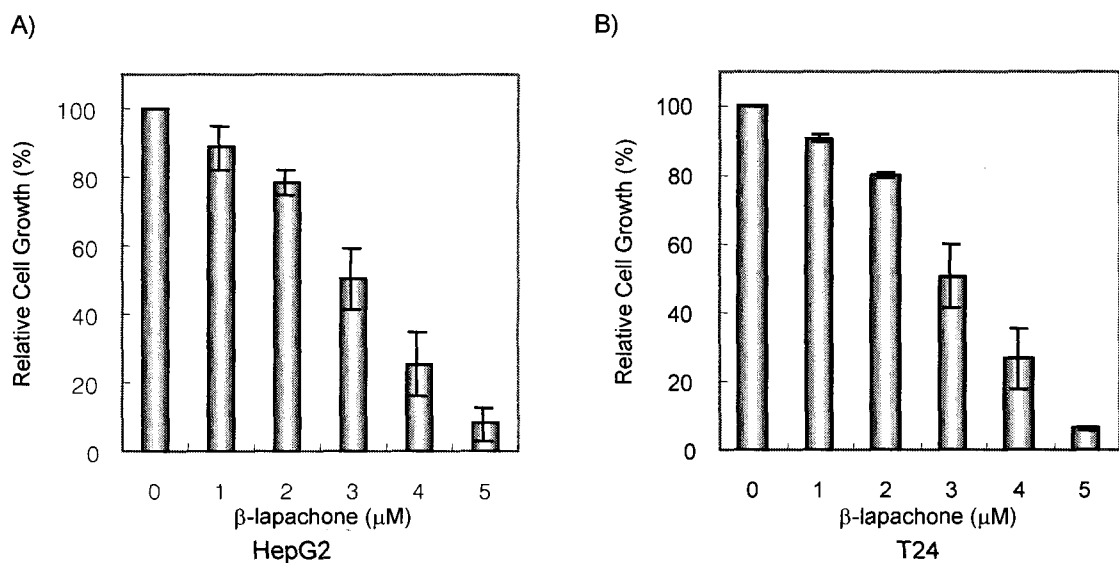 A)
Relative Cell Growth (%)
100
80
60
40
20
0
0 1 2 3 4 5
β-lapachone (μM)
HepG2
B)
Relative Cell Growth (%)
100
80
60
40
20
0
0 1 2 3 4 5
β-lapachone (μM)
T24